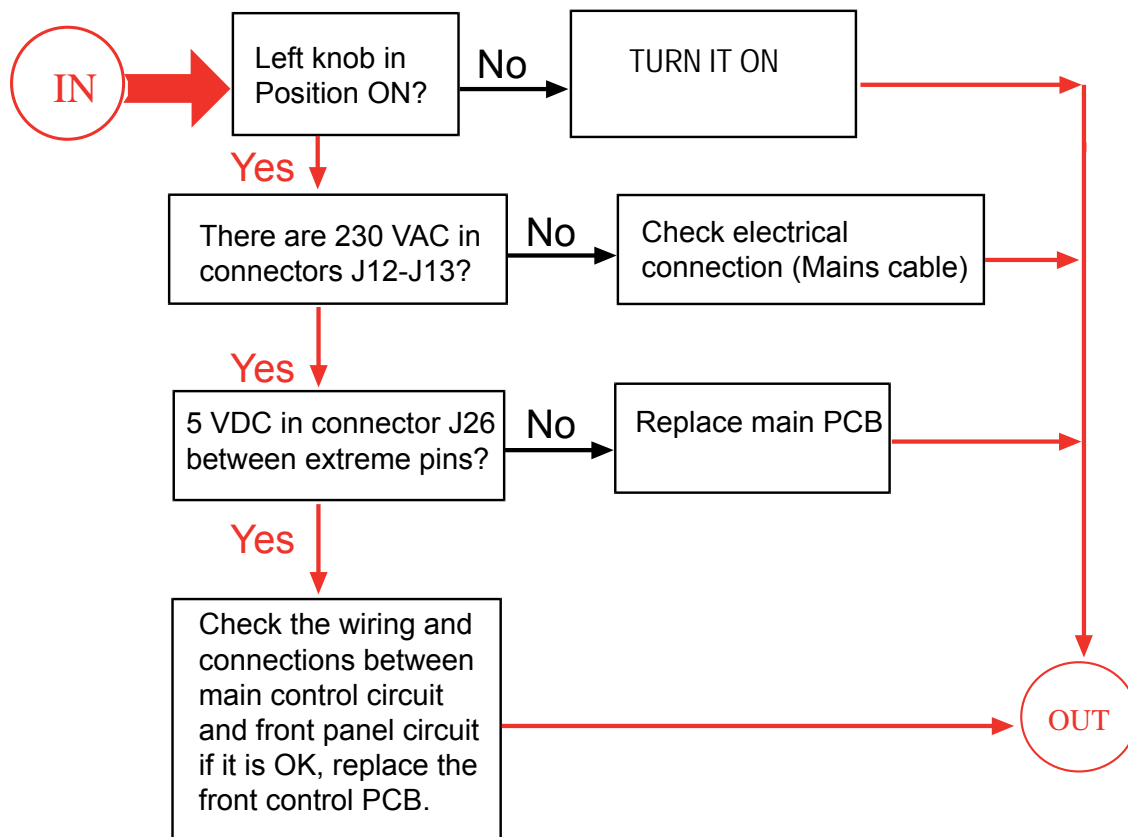 IN
Left knob in
Position ON?
No
TURN IT ON
Yes
There are 230 VAC in
connectors J12-J13?
No
Check electrical
connection (Mains cable)
Yes
5 VDC in connector J26
between extreme pins?
No
Replace main PCB
Yes
Check the wiring and
connections between
main control circuit
and front panel circuit
if it is OK, replace the
front control PCB.
OUT